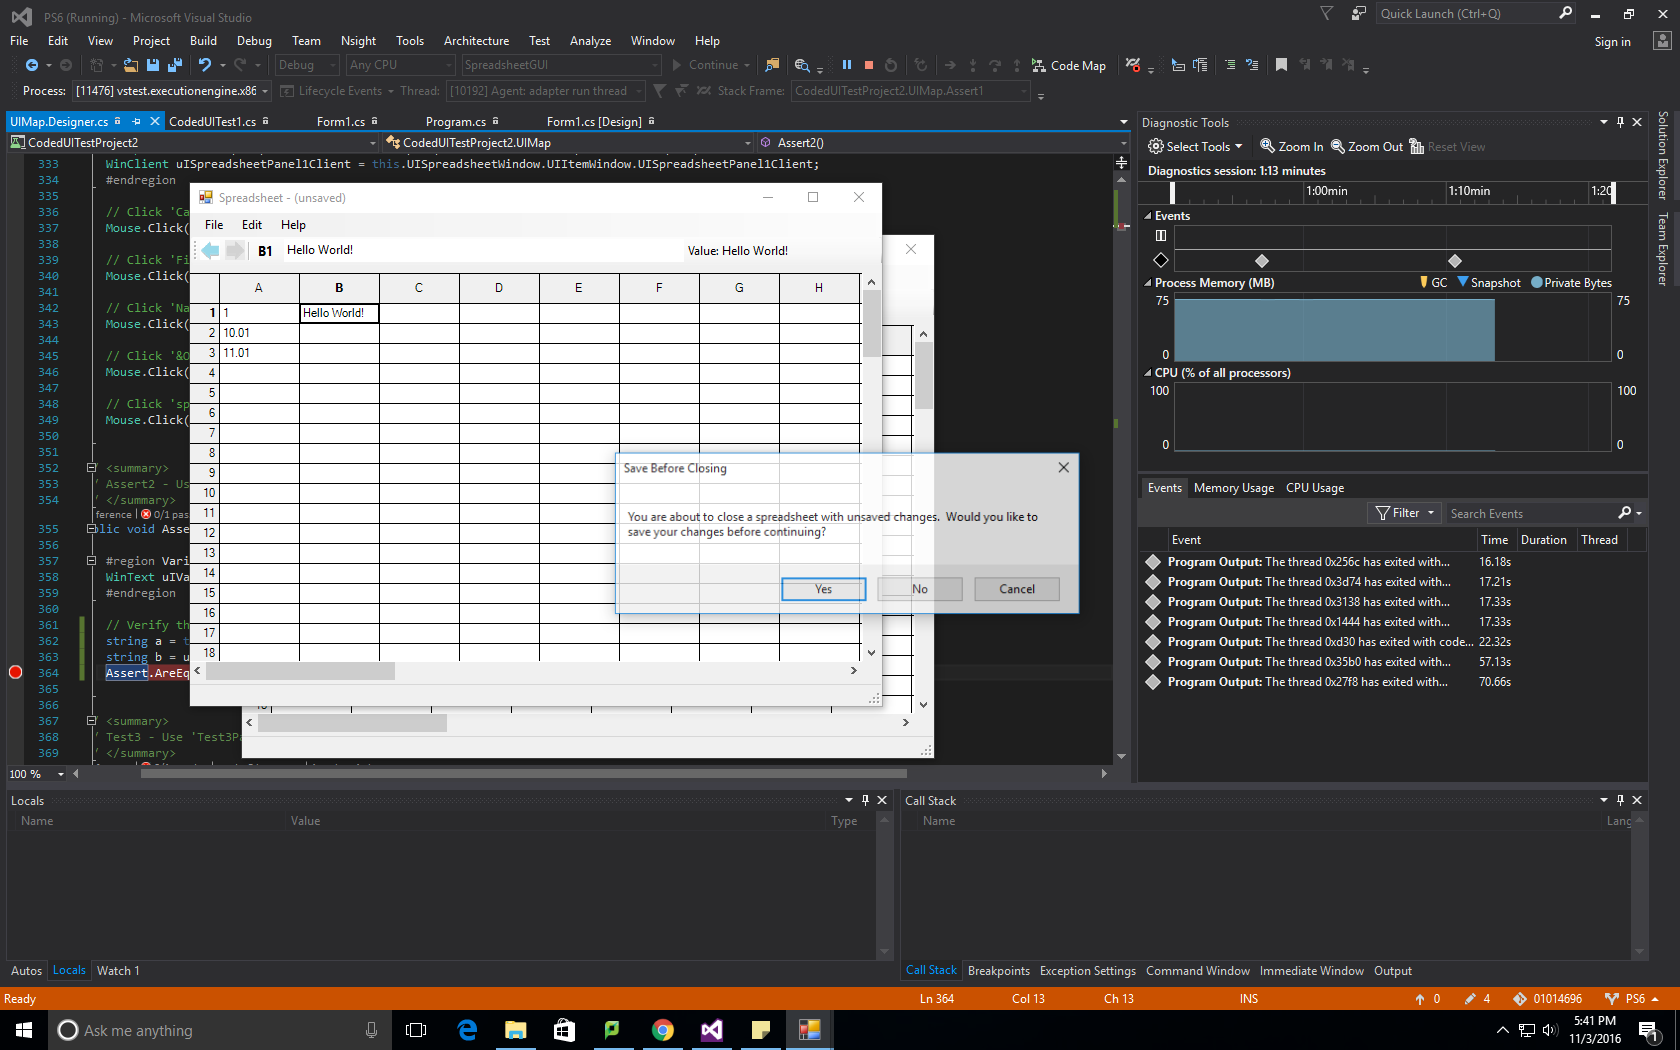 PS6 (Running) - Microsoft Visual Studio
Quick Launch (Ctrl+Q)
File Edit View Project Build Debug Team Nsight Tools Architecture Test Analyze Window Help
Sign in
Debug Any CPU SpreadsheetGUI Continue Code Map
Process: [11476] vstest.executionengine.x86 Lifecycle Events Thread: [10192] Agent: adapter run thread Stack Frame: CodedUITestProject2.UIMap.Assert1
UIMap.Designer.cs CodedUITest1.cs Form1.cs Program.cs Form1.cs [Design]
CodedUITestProject2 CodedUITestProject2.UIMap Assert2()
333 WinClient uISpreadsheetPanel1Client = this.UISpreadsheetWindow.UIItemWindow.UISpreadsheetPanel1Client;
334 #endregion
335
336 // Click 'Ca
337 Mouse.Click(
338
339 // Click 'Fi
340 Mouse.Click(
341
342 // Click 'Na
343 Mouse.Click(
344
345 // Click '&O
346 Mouse.Click(
347
348 // Click 'sp
349 Mouse.Click(
350
351
352 <summary>
353 Assert2 - Us
354 </summary>
ference | 0/1 pas
355 lic void Asse
356
357 #region Vari
358 WinText uIVa
359 #endregion
360
361 // Verify th
362 string a = t
363 string b = u
364 Assert.AreEq
365
366
367 <summary>
368 Test3 - Use 'Test3Pa
369 </summary>
100 %
Spreadsheet - (unsaved)
File Edit Help
B1 Hello World! Value: Hello World!
A B C D E F G H
1 1 Hello World!
2 10.01
3 11.01
4
5
6
7
8
9
10
11
12
13
14
15
16
17
18
Save Before Closing
You are about to close a spreadsheet with unsaved changes. Would you like to
save your changes before continuing?
Yes No Cancel
Diagnostic Tools
Select Tools Zoom In Zoom Out Reset View
Diagnostics session: 1:13 minutes
1:00min 1:10min 1:20
Events
Process Memory (MB) GC Snapshot Private Bytes
75 75
0 0
CPU (% of all processors)
100 100
0 0
Events Memory Usage CPU Usage
Filter Search Events
Event Time Duration Thread
Program Output: The thread 0x256c has exited with... 16.18s
Program Output: The thread 0x3d74 has exited with... 17.21s
Program Output: The thread 0x3138 has exited with... 17.33s
Program Output: The thread 0x1444 has exited with... 17.33s
Program Output: The thread 0xd30 has exited with code... 22.32s
Program Output: The thread 0x35b0 has exited with... 57.13s
Program Output: The thread 0x27f8 has exited with... 70.66s
Solution Explorer
Team Explorer
Locals
Name Value Type
Autos Locals Watch 1
Call Stack
Name Lang
Call Stack Breakpoints Exception Settings Command Window Immediate Window Output
Ready Ln 364 Col 13 Ch 13 INS 0 4 01014696 PS6
Ask me anything
5:41 PM
11/3/2016
1